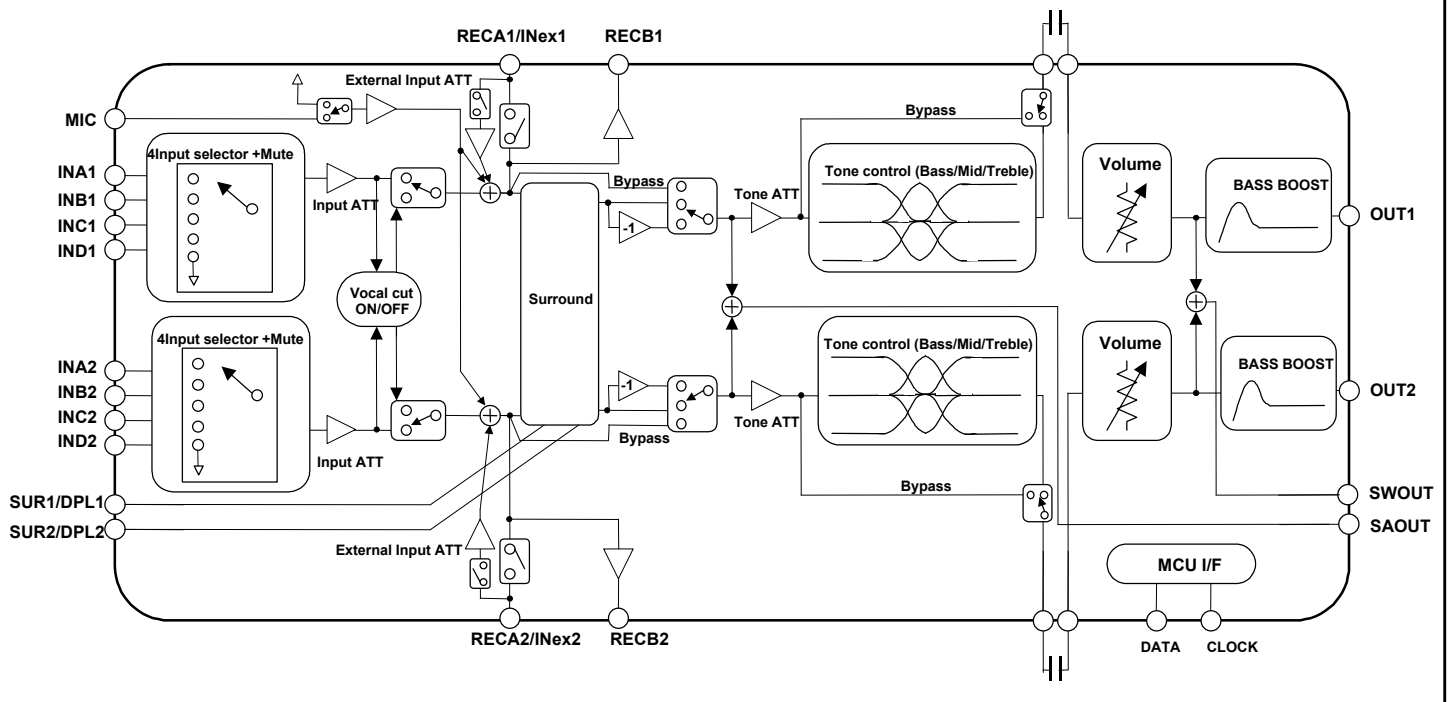 RECA1/INex1
RECB1
External Input ATT
MIC
Bypass
4Input selector +Mute
Tone control (Bass/Mid/Treble)
Volume
INA1
INB1
INC1
IND1
Input ATT
Bypass
Tone ATT
-1
BASS BOOST
OUT1
Vocal cut
ON/OFF
Surround
4Input selector +Mute
Tone control (Bass/Mid/Treble)
Volume
INA2
INB2
INC2
IND2
-1
BASS BOOST
OUT2
Tone ATT
Bypass
Input ATT
Bypass
SUR1/DPL1
SUR2/DPL2
SWOUT
SAOUT
External Input ATT
MCU I/F
RECA2/INex2
RECB2
DATA
CLOCK